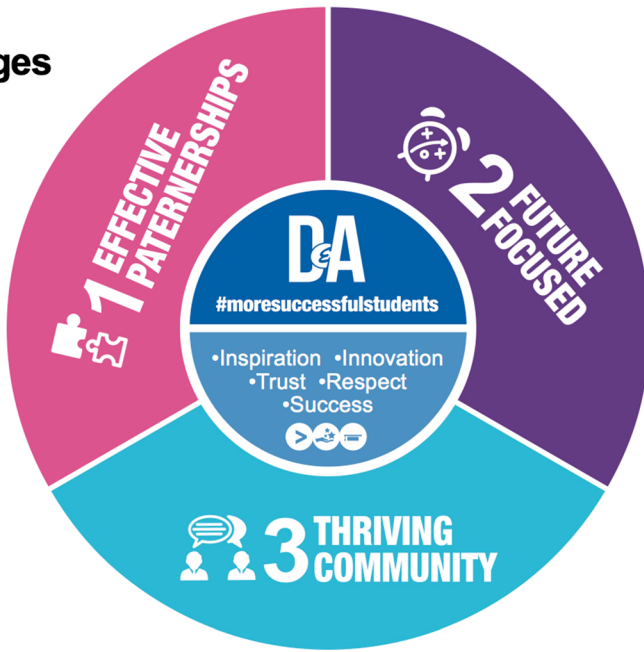 ges
1 EFFECTIVE
PATERNERSHIPS
2 FUTURE
FOCUSED
D&A
#moresuccessfulstudents
•Inspiration •Innovation
•Trust •Respect
•Success
3 THRIVING
COMMUNITY